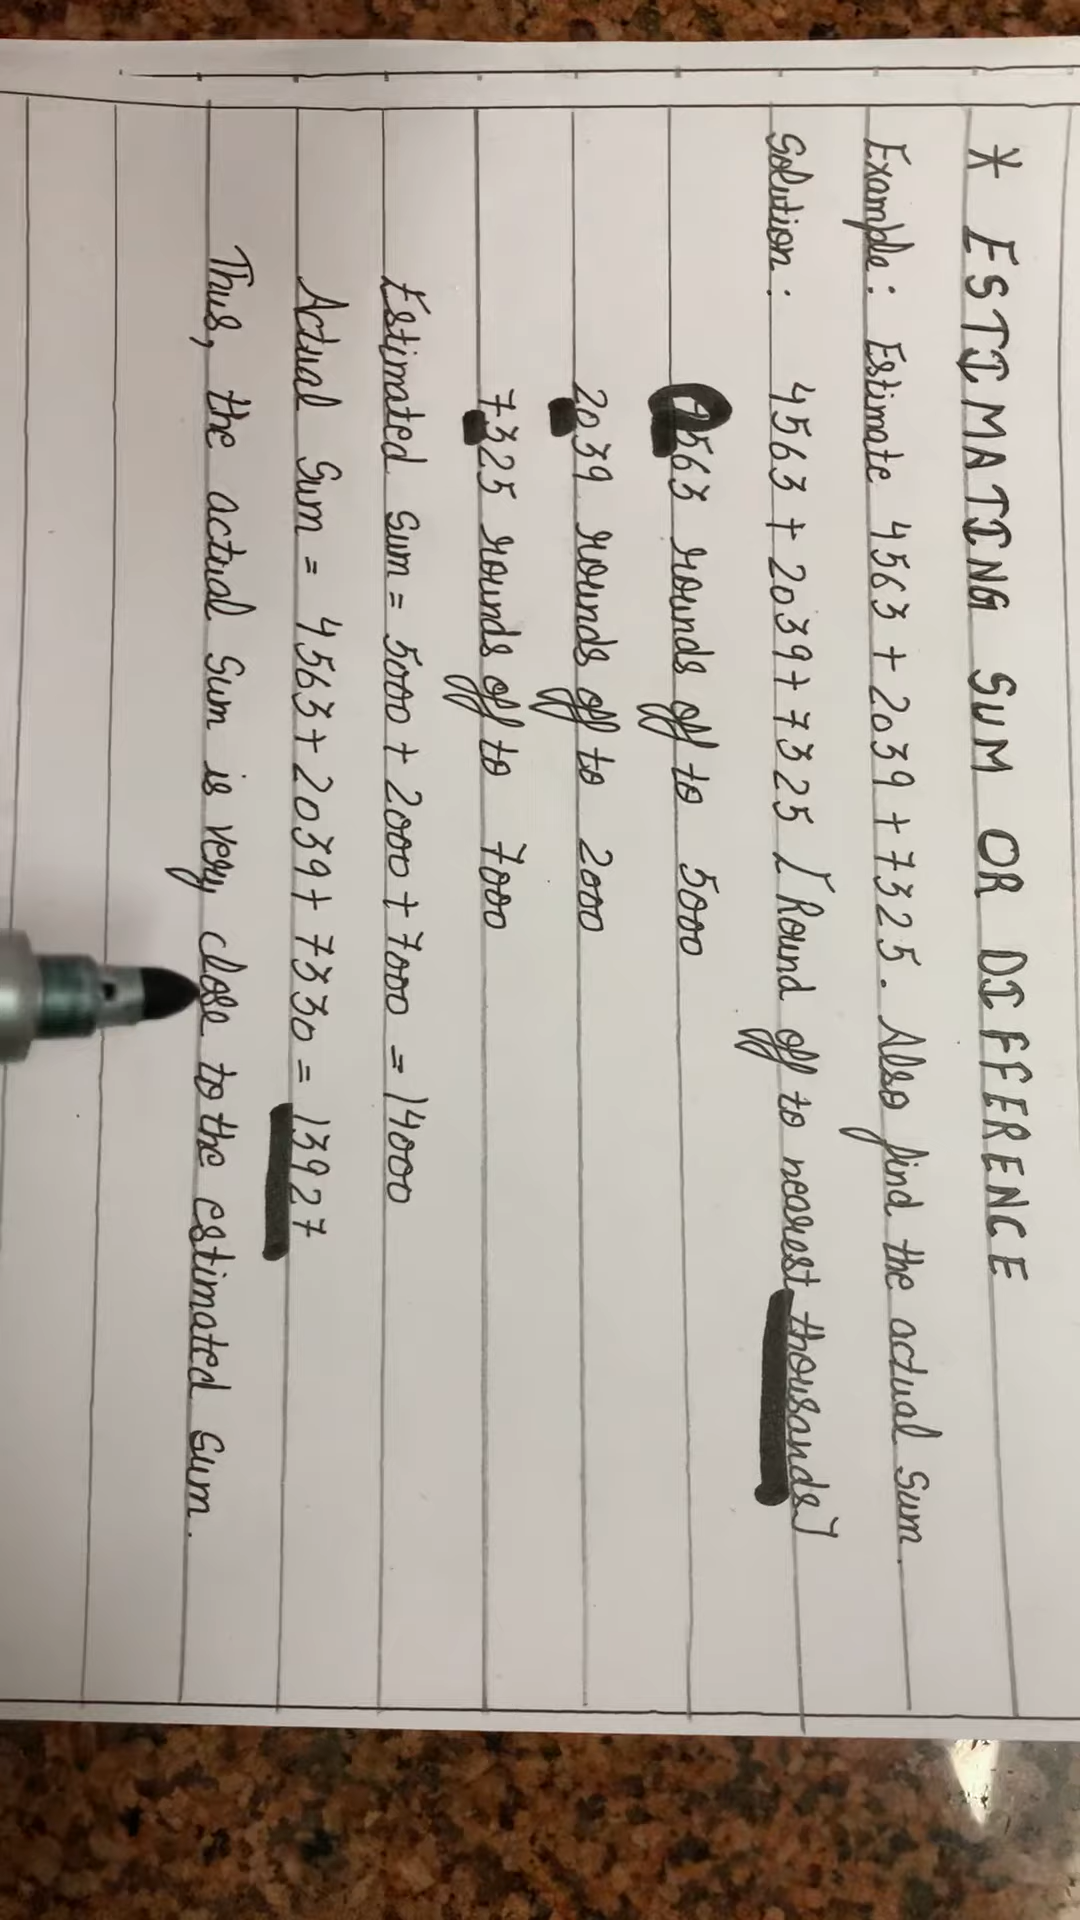 * ESTIMATING SUM OR DIFFERENCE
Example: Estimate 4563 + 2039 + 7325. Also find the actual sum.
Solution: 4563 + 2039 + 7325 [Round off to nearest thousands]
563 rounds off to 5000
2039 rounds off to 2000
7325 rounds off to 7000
Estimated sum = 5000 + 2000 + 7000 = 14000
Actual sum = 4563 + 2039 + 7330 = 13927
Thus, the actual sum is very close to the estimated sum.